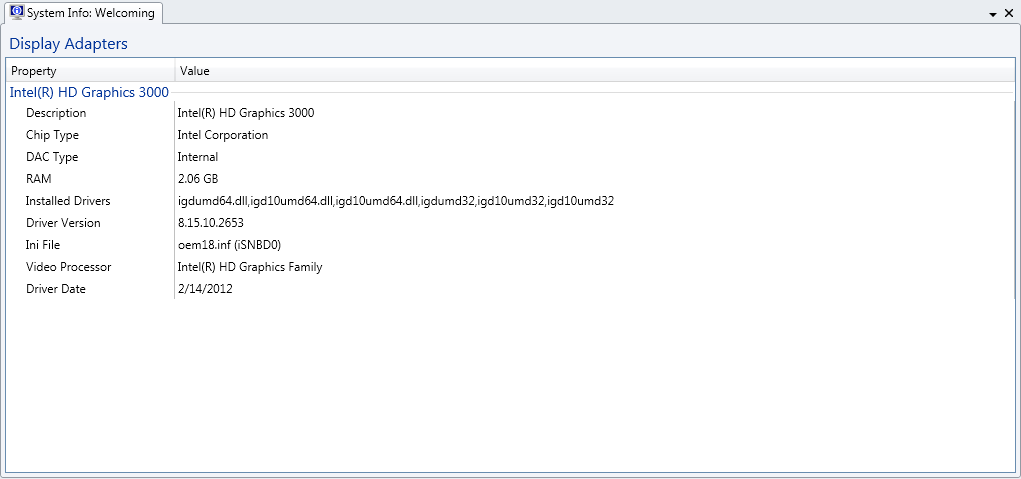 System Info: Welcoming
Display Adapters
Property Value
Intel(R) HD Graphics 3000
Description Intel(R) HD Graphics 3000
Chip Type Intel Corporation
DAC Type Internal
RAM 2.06 GB
Installed Drivers igdumd64.dll,igd10umd64.dll,igd10umd64.dll,igdumd32,igd10umd32,igd10umd32
Driver Version 8.15.10.2653
Ini File oem18.inf (iSNBD0)
Video Processor Intel(R) HD Graphics Family
Driver Date 2/14/2012